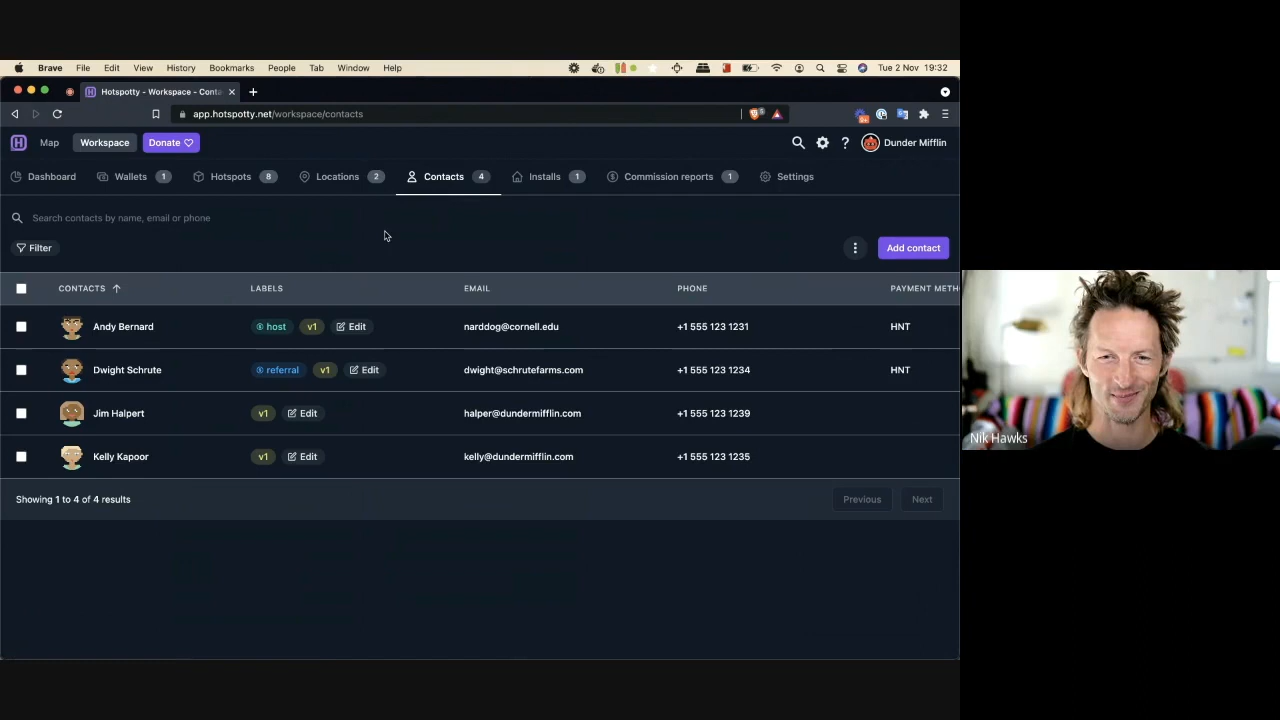 Brave File Edit View History Bookmarks People Tab Window Help Tue 2 Nov 19:32
Hotspotty - Workspace - Conta
app.hotspotty.net/workspace/contacts
Map Workspace Donate Dunder Mifflin
Dashboard Wallets 1 Hotspots 8 Locations 2 Contacts 4 Installs 1 Commission reports 1 Settings
Search contacts by name, email or phone
Filter Add contact
CONTACTS LABELS EMAIL PHONE PAYMENT METH
Andy Bernard host v1 Edit narddog@cornell.edu +1 555 123 1231 HNT
Dwight Schrute referral v1 Edit dwight@schrutefarms.com +1 555 123 1234 HNT
Jim Halpert v1 Edit halper@dundermifflin.com +1 555 123 1239
Kelly Kapoor v1 Edit kelly@dundermifflin.com +1 555 123 1235
Showing 1 to 4 of 4 results Previous Next
Nik Hawks